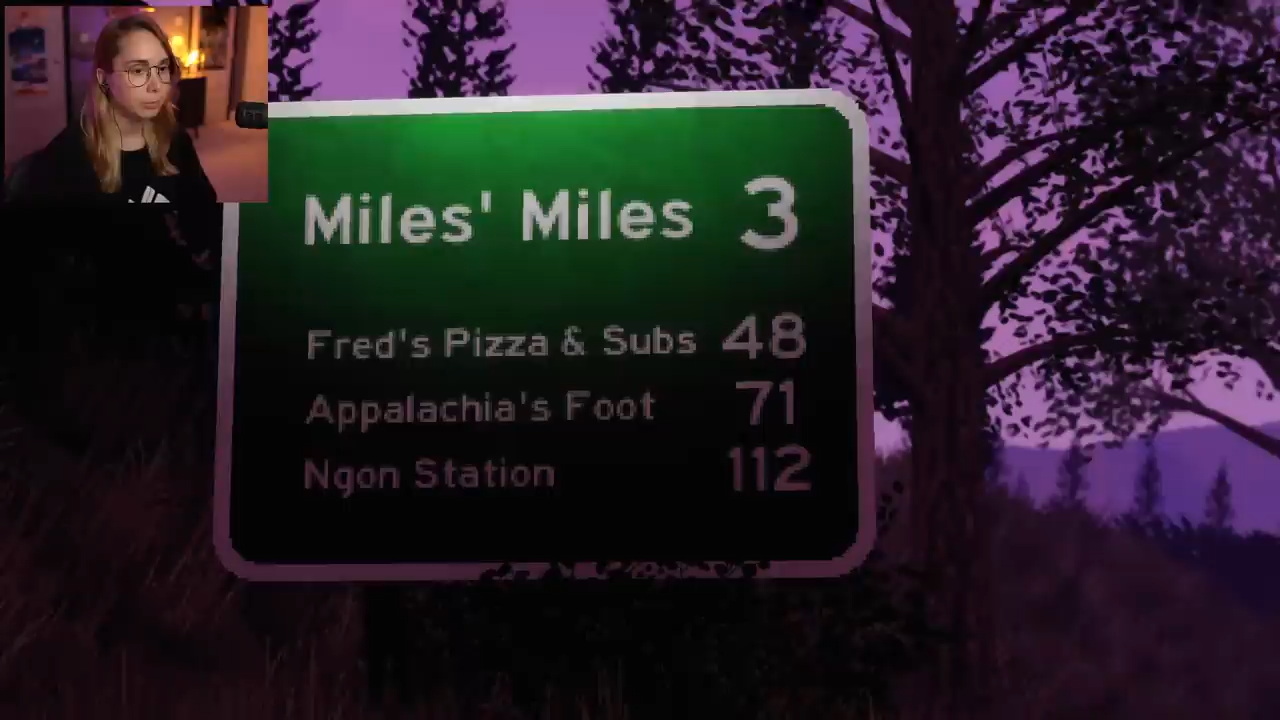 Miles' Miles 3
Fred's Pizza & Subs 48
Appalachia's Foot 71
Ngon Station 112